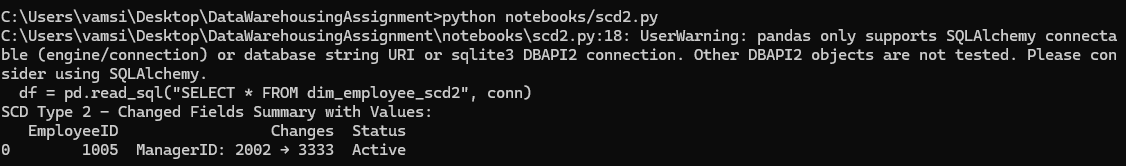 C:\Users\vamsi\Desktop\DataWarehousingAssignment>python notebooks/scd2.py
C:\Users\vamsi\Desktop\DataWarehousingAssignment\notebooks\scd2.py:18: UserWarning: pandas only supports SQLAlchemy connecta
ble (engine/connection) or database string URI or sqlite3 DBAPI2 connection. Other DBAPI2 objects are not tested. Please con
sider using SQLAlchemy.
  df = pd.read_sql("SELECT * FROM dim_employee_scd2", conn)
SCD Type 2 - Changed Fields Summary with Values:
   EmployeeID                Changes  Status
0        1005  ManagerID: 2002 → 3333  Active